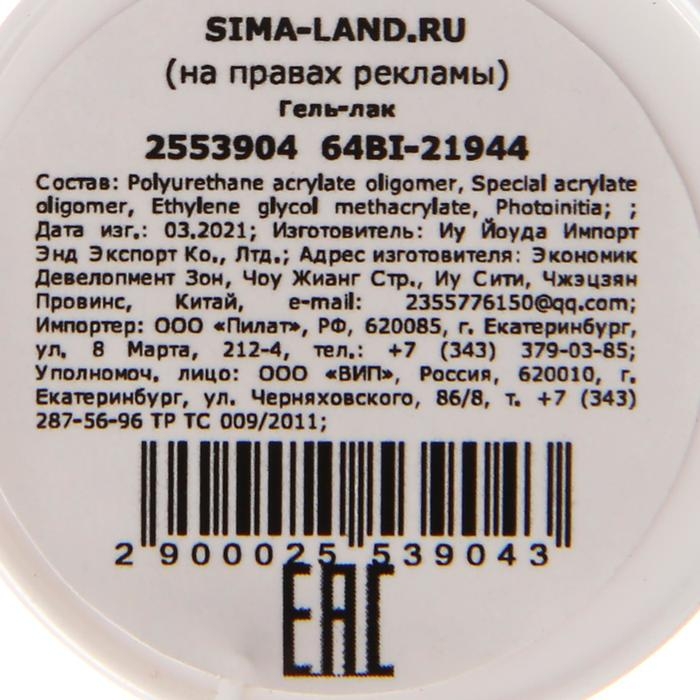 SIMA-LAND.RU
(на правах рекламы)
Гель-лак
2553904 64BI-21944
Состав: Polyurethane acrylate oligomer, Special acrylate
oligomer, Ethylene glycol methacrylate, Photoinitia; ;
Дата изг.: 03.2021; Изготовитель: Иу Йоуда Импорт
Энд Экспорт Ко., Лтд.; Адрес изготовителя: Экономик
Девелопмент Зон, Чоу Жианг Стр., Иу Сити, Чжэцзян
Провинс, Китай, e-mail: 2355776150@qq.com;
Импортер: ООО «Пилат», РФ, 620085, г. Екатеринбург,
ул. 8 Марта, 212-4, тел.: +7 (343) 379-03-85;
Уполномоч. лицо: ООО «ВИП», Россия, 620010, г.
Екатеринбург, ул. Черняховского, 86/8, т. +7 (343)
287-56-96 ТР ТС 009/2011;
2 900025 539043
ЕАС